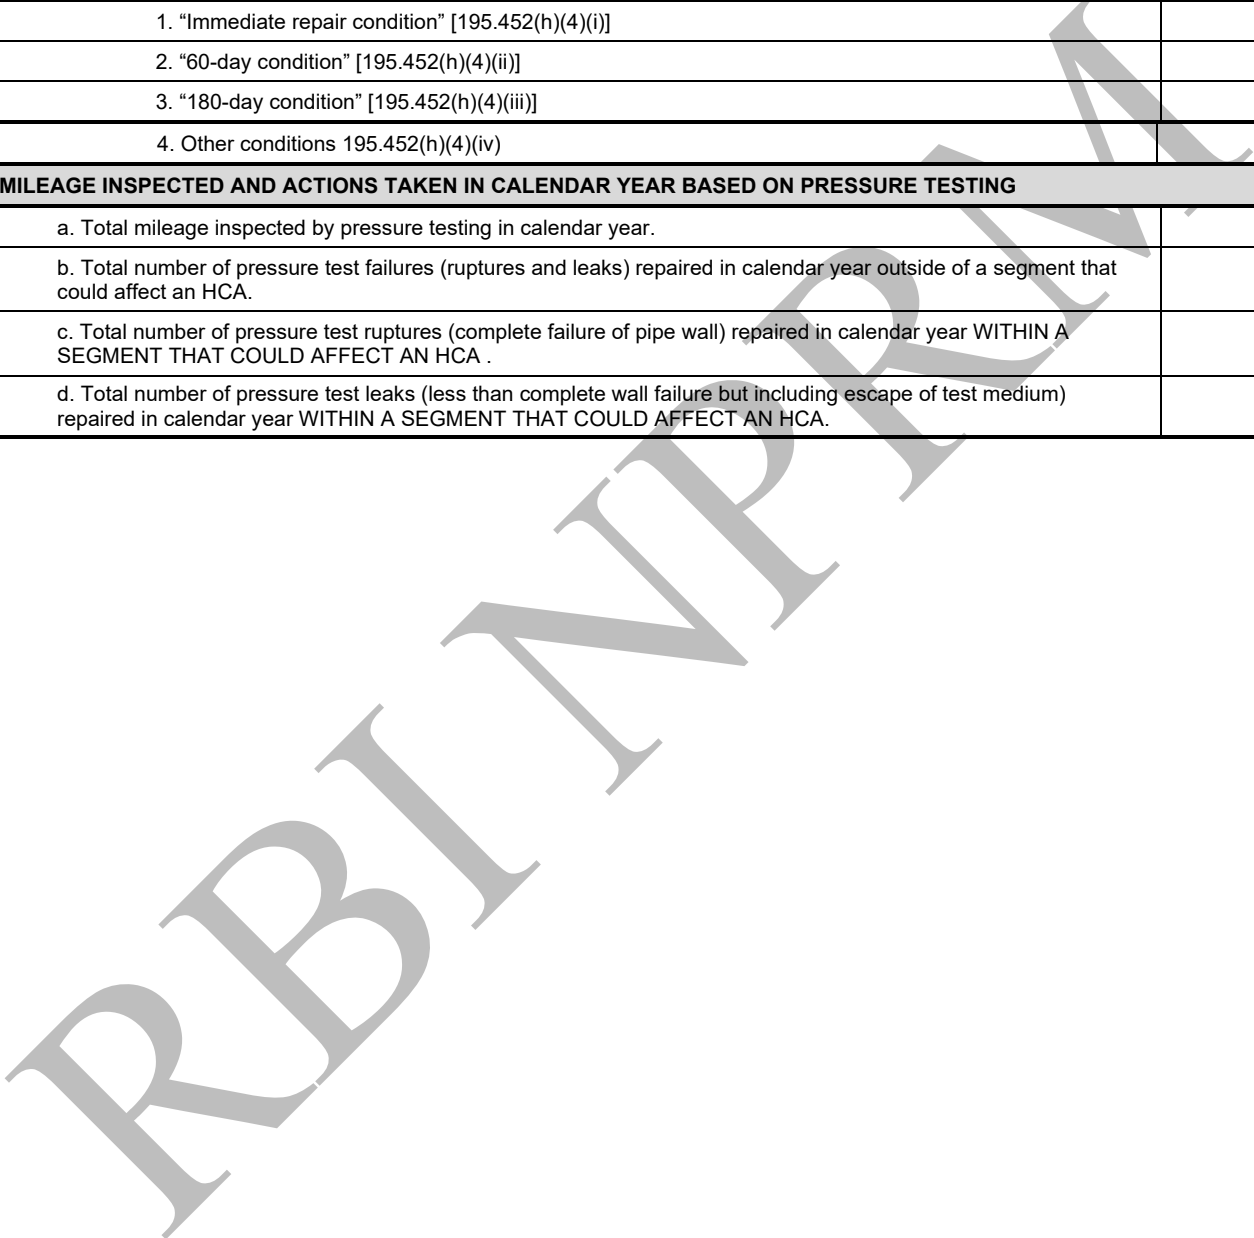 1. “Immediate repair condition” [195.452(h)(4)(i)]
2. “60-day condition” [195.452(h)(4)(ii)]
3. “180-day condition” [195.452(h)(4)(iii)]
4. Other conditions 195.452(h)(4)(iv)
MILEAGE INSPECTED AND ACTIONS TAKEN IN CALENDAR YEAR BASED ON PRESSURE TESTING
a. Total mileage inspected by pressure testing in calendar year.
b. Total number of pressure test failures (ruptures and leaks) repaired in calendar year outside of a segment that
could affect an HCA.
c. Total number of pressure test ruptures (complete failure of pipe wall) repaired in calendar year WITHIN A
SEGMENT THAT COULD AFFECT AN HCA .
d. Total number of pressure test leaks (less than complete wall failure but including escape of test medium)
repaired in calendar year WITHIN A SEGMENT THAT COULD AFFECT AN HCA.
RBI NPRM